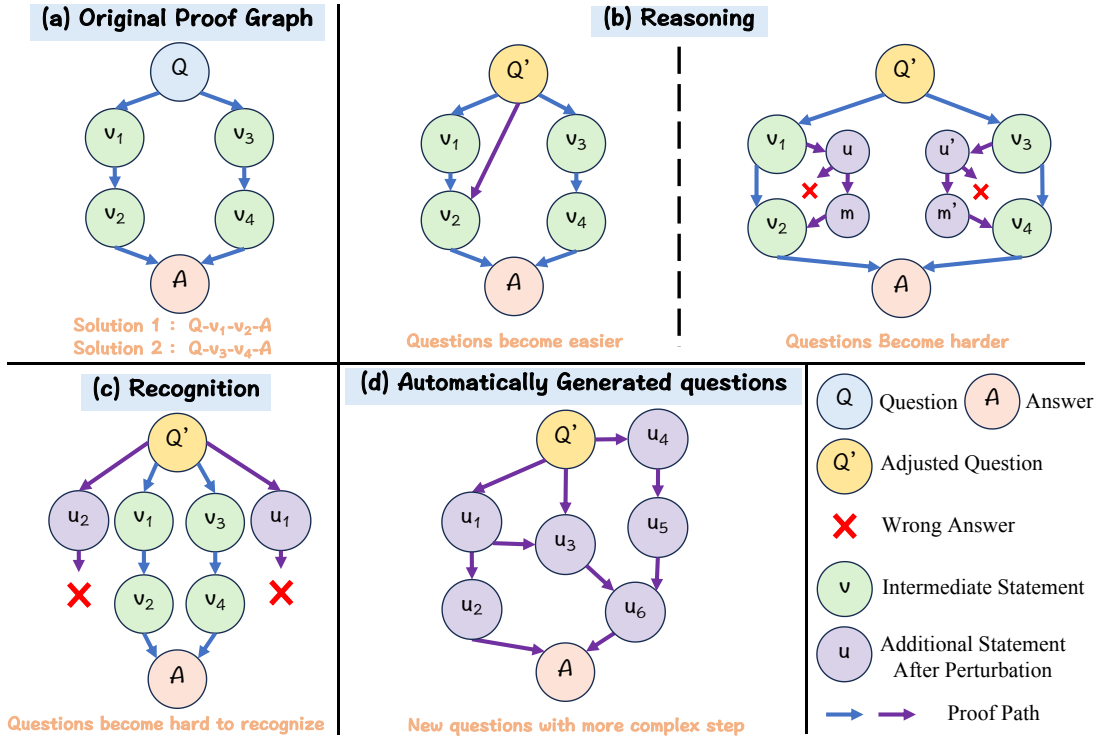 (a) Original Proof Graph
Q
v₁
v₃
v₂
v₄
A
Solution 1 : Q-v₁-v₂-A
Solution 2 : Q-v₃-v₄-A
(b) Reasoning
Q'
v₁
v₃
v₂
v₄
A
Questions become easier
Q'
v₁
u
u'
v₃
v₂
m
m'
v₄
A
Questions Become harder
(c) Recognition
Q'
u₂
v₁
v₃
u₁
v₂
v₄
A
Questions become hard to recognize
(d) Automatically Generated questions
Q'
u₄
u₁
u₃
u₅
u₂
u₆
A
New questions with more complex step
Q Question A Answer
Q' Adjusted Question
Wrong Answer
v Intermediate Statement
u Additional Statement
After Perturbation
Proof Path